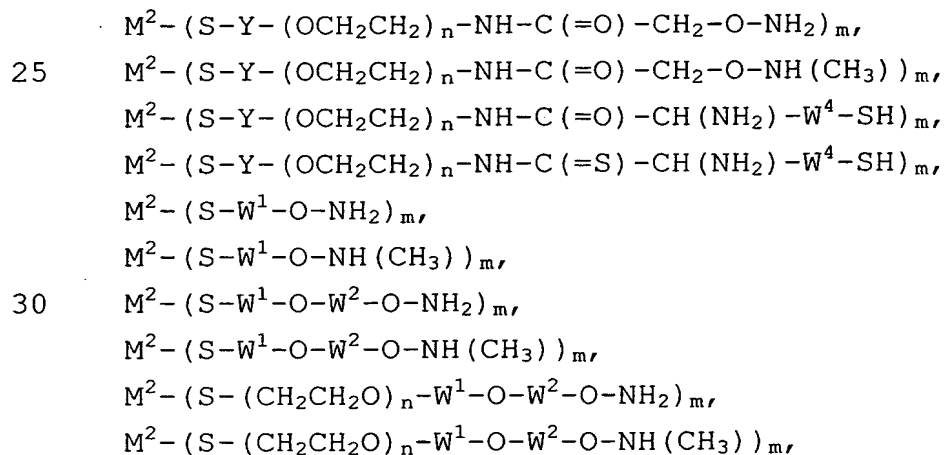 M²-(S-Y-(OCH₂CH₂)ₙ-NH-C(=O)-CH₂-O-NH₂)ₘ,
25 M²-(S-Y-(OCH₂CH₂)ₙ-NH-C(=O)-CH₂-O-NH(CH₃))ₘ,
M²-(S-Y-(OCH₂CH₂)ₙ-NH-C(=O)-CH(NH₂)-W⁴-SH)ₘ,
M²-(S-Y-(OCH₂CH₂)ₙ-NH-C(=S)-CH(NH₂)-W⁴-SH)ₘ,
M²-(S-W¹-O-NH₂)ₘ,
M²-(S-W¹-O-NH(CH₃))ₘ,
30 M²-(S-W¹-O-W²-O-NH₂)ₘ,
M²-(S-W¹-O-W²-O-NH(CH₃))ₘ,
M²-(S-(CH₂CH₂O)ₙ-W¹-O-W²-O-NH₂)ₘ,
M²-(S-(CH₂CH₂O)ₙ-W¹-O-W²-O-NH(CH₃))ₘ,